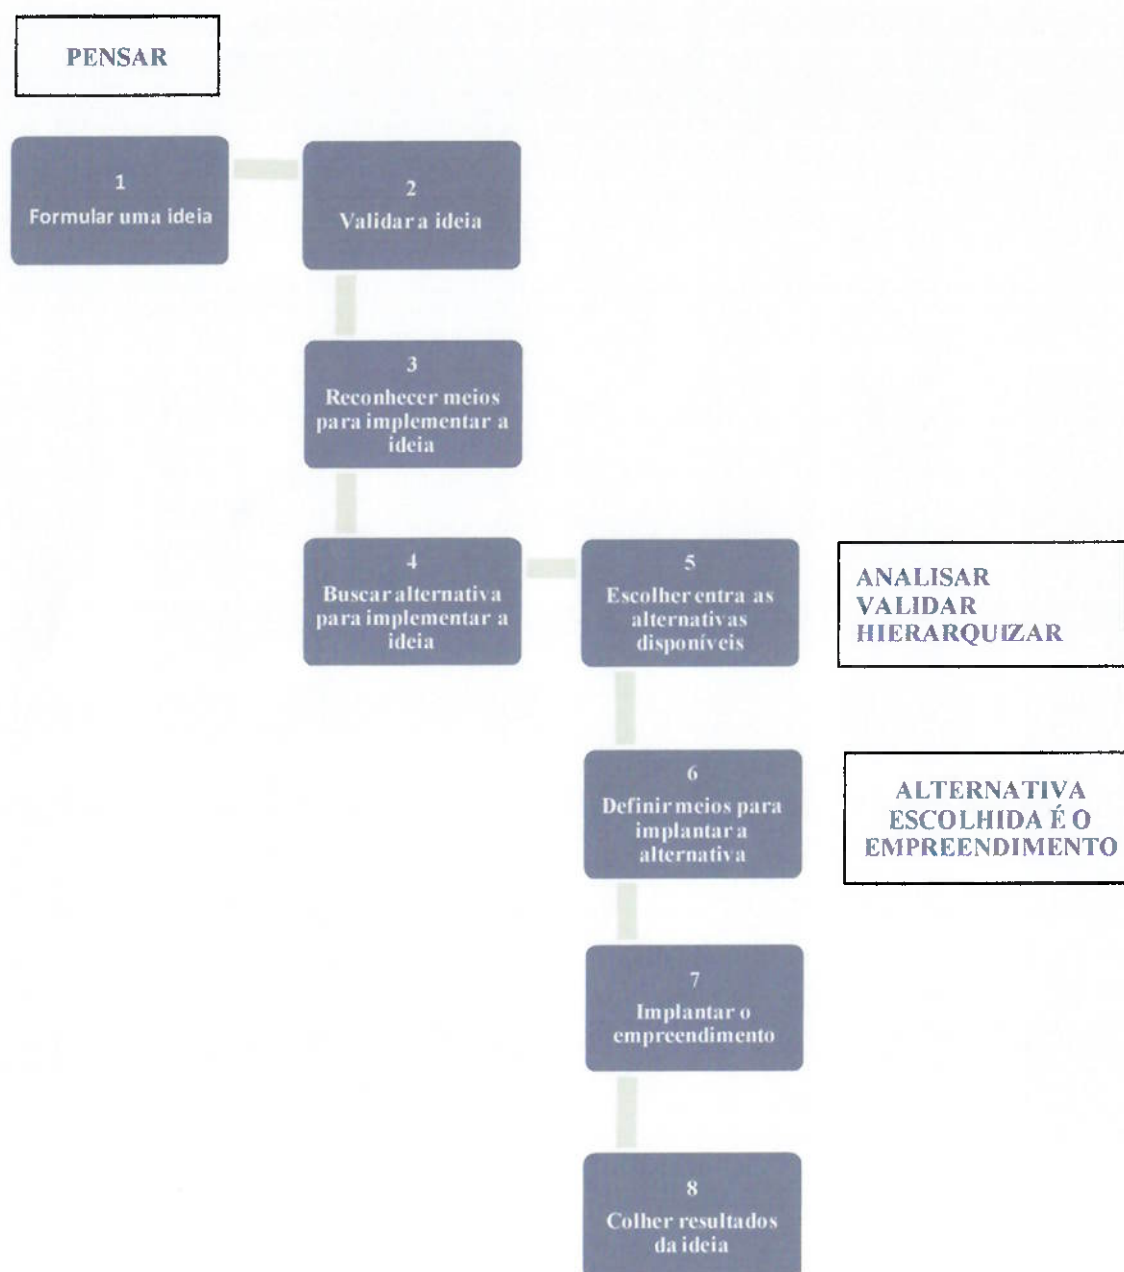 PENSAR
1
Formular uma ideia
2
Validar a ideia
3
Reconhecer meios
para implementar a
ideia
4
Buscar alternativa
para implementar a
ideia
5
Escolher entra as
alternativas
disponíveis
ANALISAR
VALIDAR
HIERARQUIZAR
6
Definir meios para
implantar a
alternativa
ALTERNATIVA
ESCOLHIDA É O
EMPREENDIMENTO
7
Implantar o
empreendimento
8
Colher resultados
da ideia